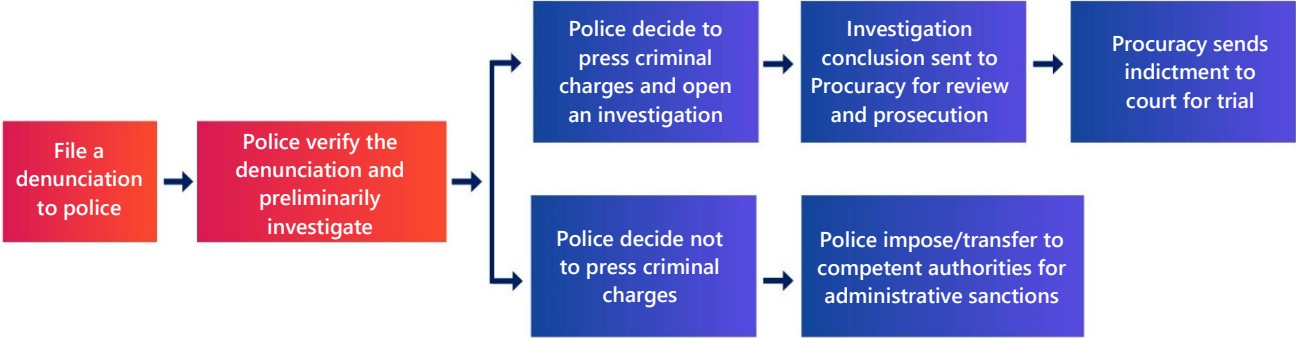 File a
denunciation
to police
Police verify the
denunciation and
preliminarily
investigate
Police decide to
press criminal
charges and open
an investigation
Investigation
conclusion sent to
Procuracy for review
and prosecution
Procuracy sends
indictment to
court for trial
Police decide not
to press criminal
charges
Police impose/transfer to
competent authorities for
administrative sanctions